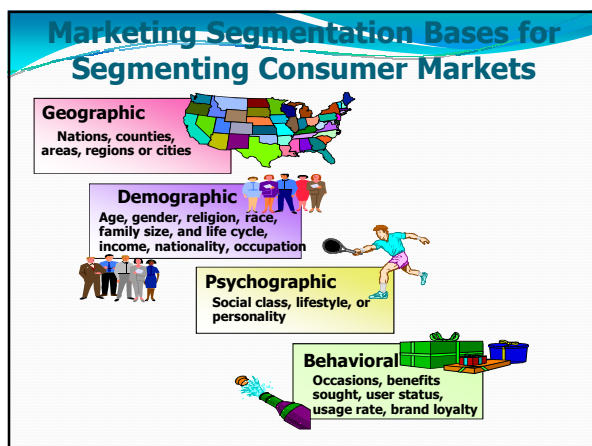 Marketing Segmentation Bases for
Segmenting Consumer Markets
Geographic
Nations, counties,
areas, regions or cities
Demographic
Age, gender, religion, race,
family size, and life cycle,
income, nationality, occupation
Psychographic
Social class, lifestyle, or
personality
Behavioral
Occasions, benefits
sought, user status,
usage rate, brand loyalty